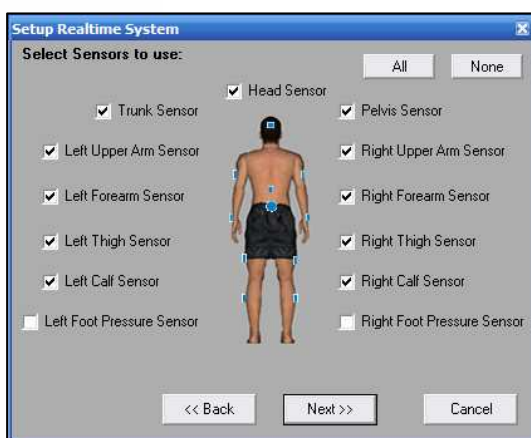 Setup Realtime System
Select Sensors to use:
All None
Head Sensor
Trunk Sensor Pelvis Sensor
Left Upper Arm Sensor Right Upper Arm Sensor
Left Forearm Sensor Right Forearm Sensor
Left Thigh Sensor Right Thigh Sensor
Left Calf Sensor Right Calf Sensor
Left Foot Pressure Sensor Right Foot Pressure Sensor
<< Back Next >> Cancel